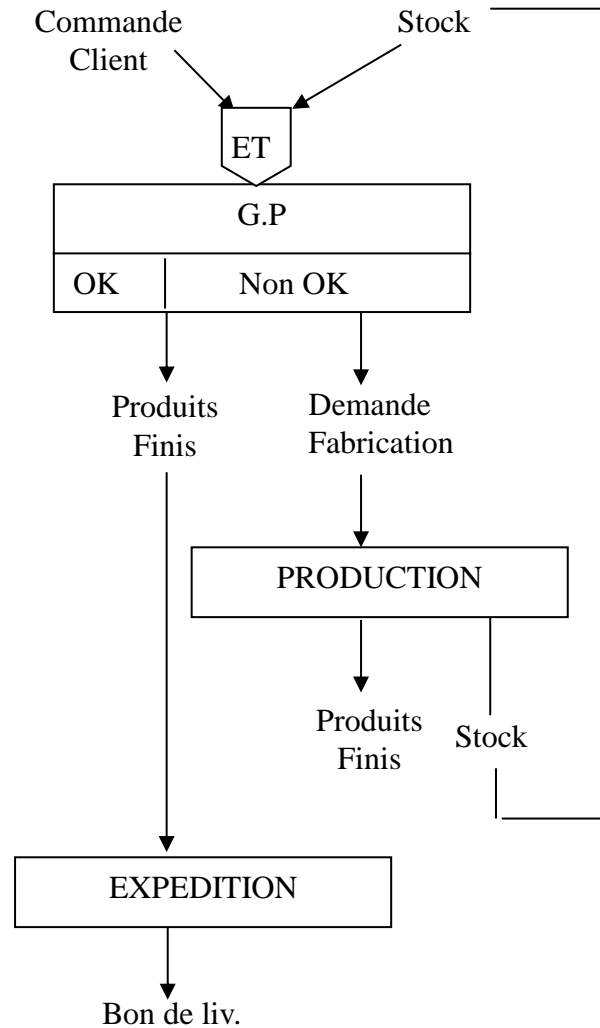 Commande
Client
Stock
ET
G.P
OK
Non OK
Produits
Finis
Demande
Fabrication
PRODUCTION
Produits
Finis
Stock
EXPEDITION
Bon de liv.